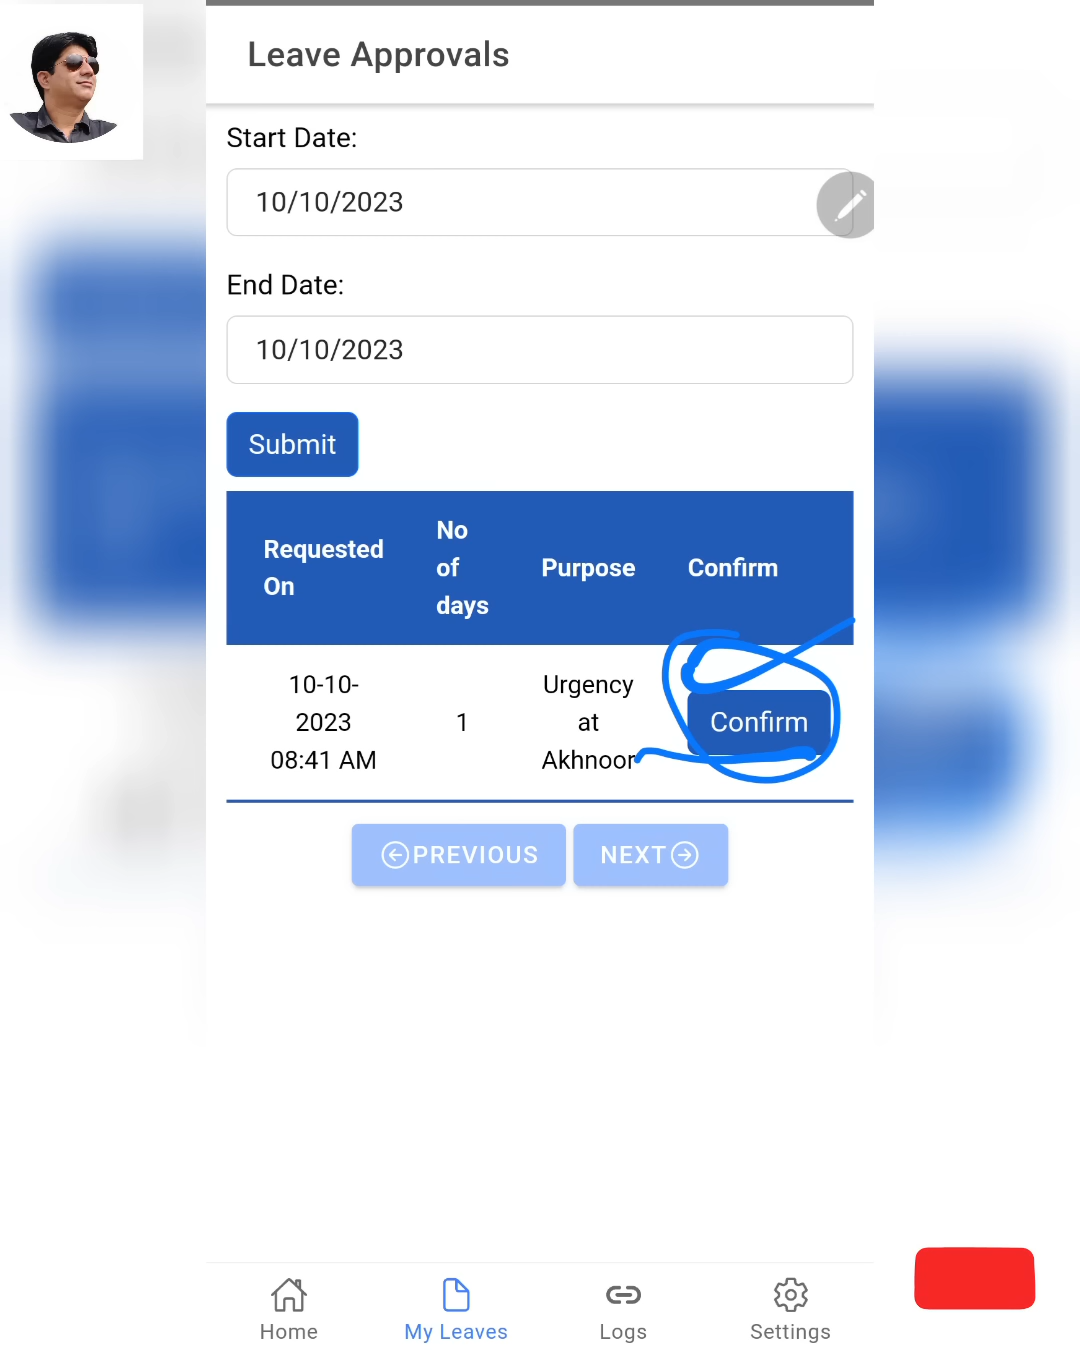 Leave Approvals
Start Date:
10/10/2023
End Date:
10/10/2023
Submit
Requested On
No of days
Purpose
Confirm
10-10-2023 08:41 AM
1
Urgency at Akhnoor
Confirm
PREVIOUS
NEXT
Home
My Leaves
Logs
Settings